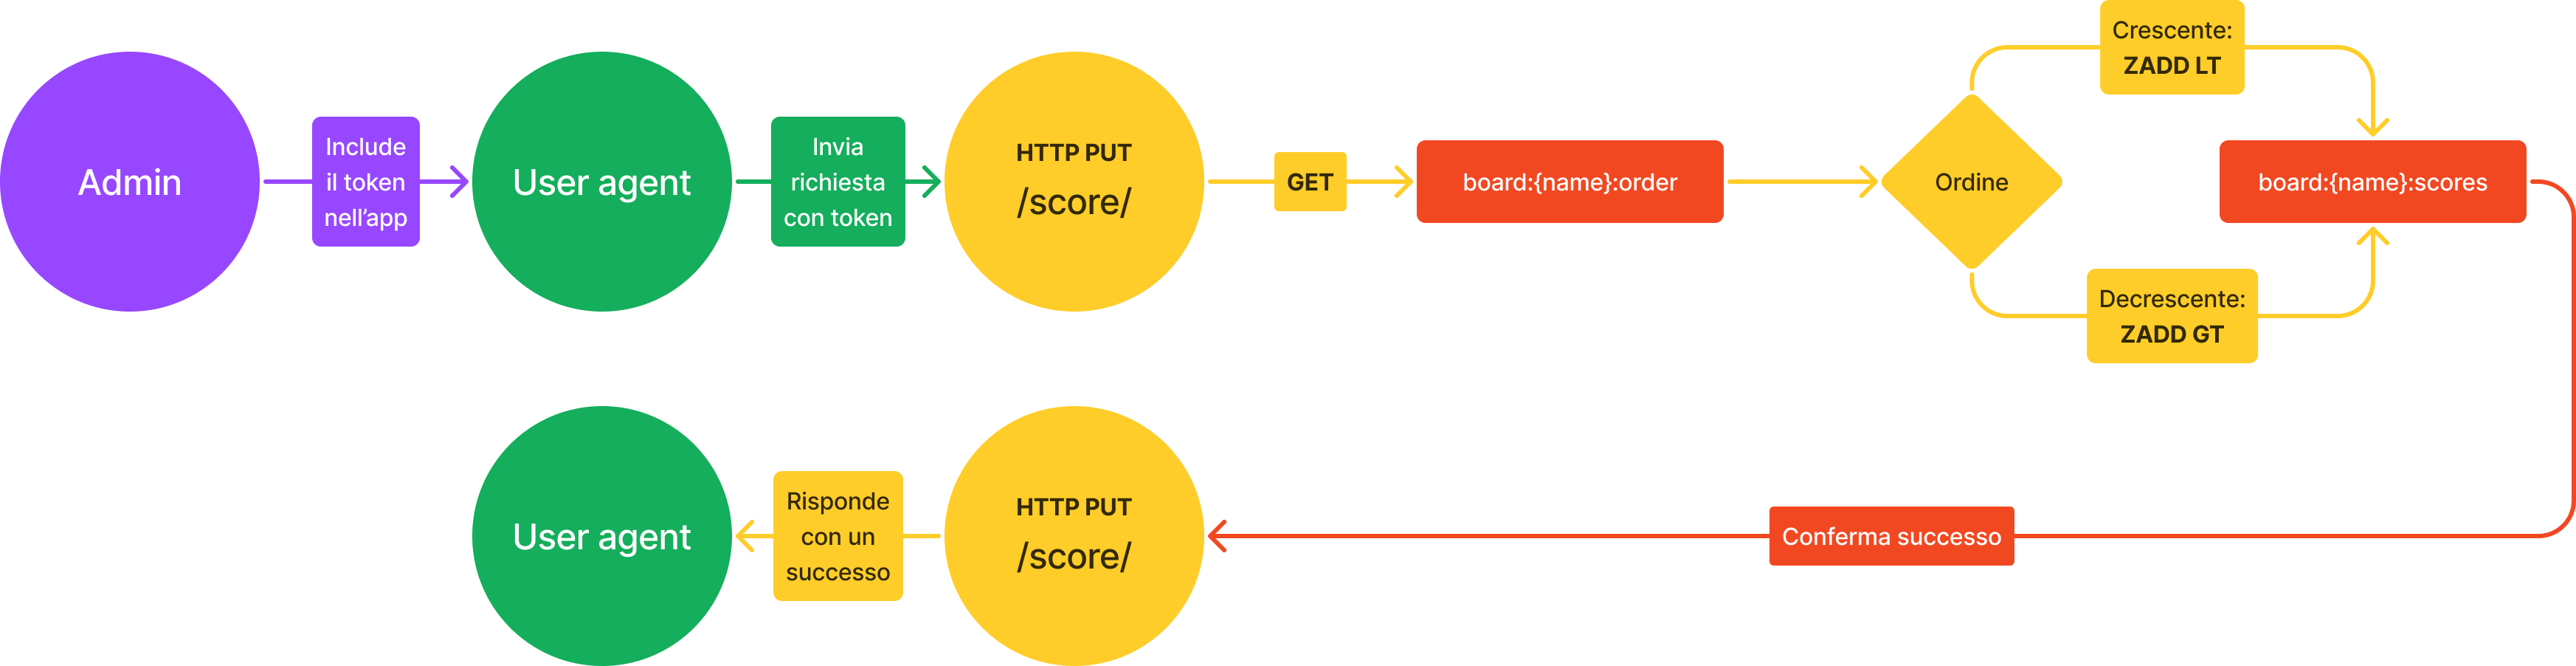 Admin
Include
il token
nell’app
User agent
Invia
richiesta
con token
HTTP PUT
/score/
GET
board:{name}:order
Ordine
Crescente:
ZADD LT
Decrescente:
ZADD GT
board:{name}:scores
Conferma successo
HTTP PUT
/score/
Risponde
con un
successo
User agent